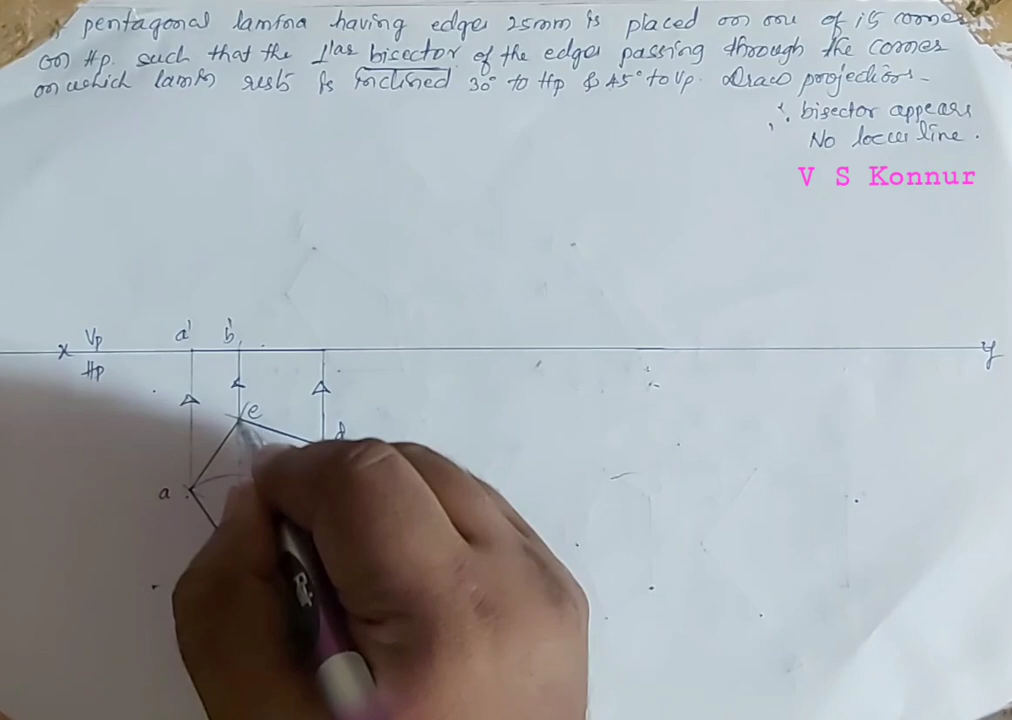 pentagonal lamina having edges 25mm is placed on one of its corner
on Hp. such that the 1lar bisector of the edges passing through the corner
on which lamin rests is inclined 30° to Hp & 45° to Vp. Draw projections-
∵ bisector appears
No locus line.
V S Konnur
a' b'
x Vp y
Hp
e
d
a